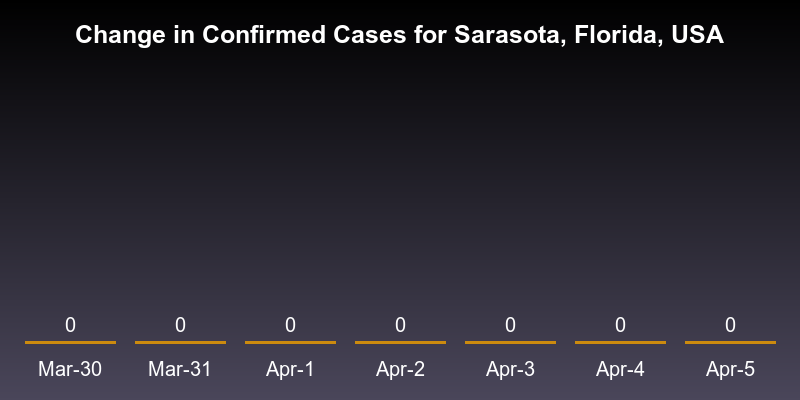 Change in Confirmed Cases for Sarasota, Florida, USA
0 0 0 0 0 0 0
Mar-30 Mar-31 Apr-1 Apr-2 Apr-3 Apr-4 Apr-5